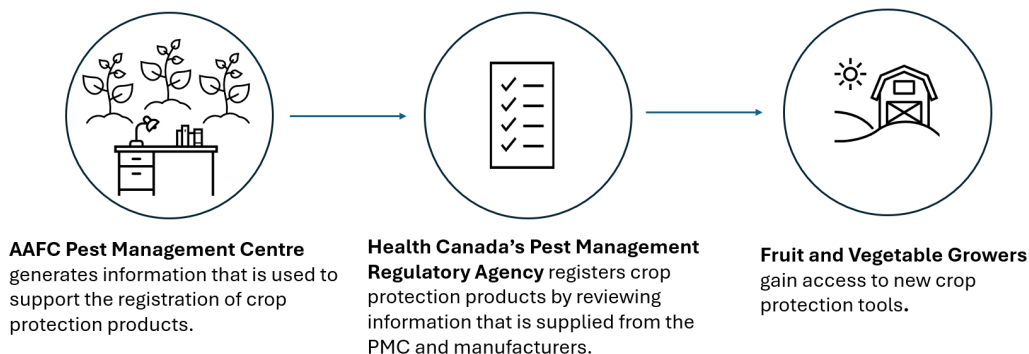 AAFC Pest Management Centre
generates information that is used to
support the registration of crop
protection products.
Health Canada’s Pest Management
Regulatory Agency registers crop
protection products by reviewing
information that is supplied from the
PMC and manufacturers.
Fruit and Vegetable Growers
gain access to new crop
protection tools.